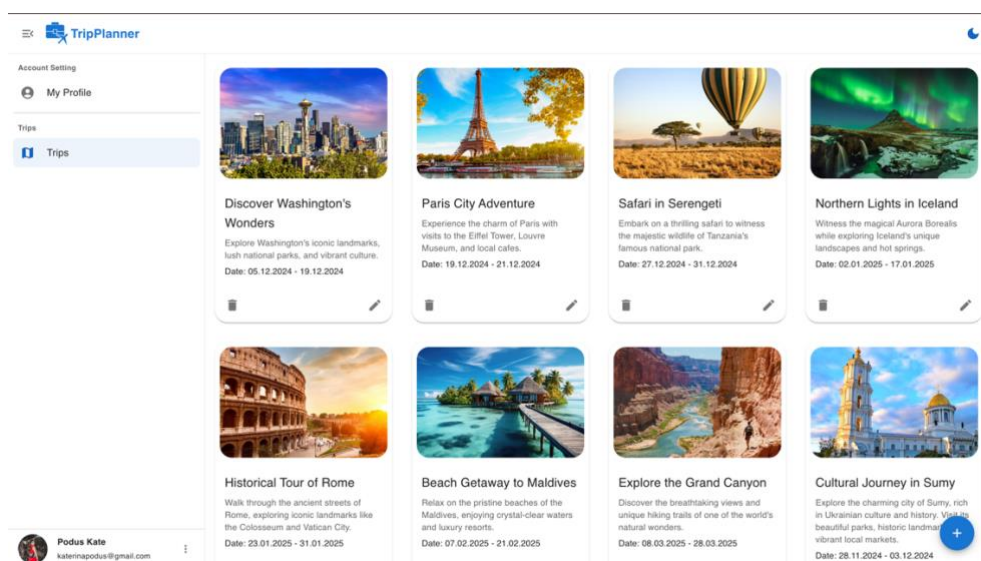 TripPlanner
Account Setting
My Profile
Trips
Trips
Discover Washington's
Wonders
Explore Washington's iconic landmarks,
lush national parks, and vibrant culture.
Date: 05.12.2024 - 19.12.2024
Paris City Adventure
Experience the charm of Paris with
visits to the Eiffel Tower, Louvre
Museum, and local cafes.
Date: 19.12.2024 - 21.12.2024
Safari in Serengeti
Embark on a thrilling safari to witness
the majestic wildlife of Tanzania's
famous national park.
Date: 27.12.2024 - 31.12.2024
Northern Lights in Iceland
Witness the magical Aurora Borealis
while exploring Iceland's unique
landscapes and hot springs.
Date: 02.01.2025 - 17.01.2025
Historical Tour of Rome
Walk through the ancient streets of
Rome, exploring iconic landmarks like
the Colosseum and Vatican City.
Date: 23.01.2025 - 31.01.2025
Beach Getaway to Maldives
Relax on the pristine beaches of the
Maldives, enjoying crystal-clear waters
and luxury resorts.
Date: 07.02.2025 - 21.02.2025
Explore the Grand Canyon
Discover the breathtaking views and
unique hiking trails of one of the world's
natural wonders.
Date: 08.03.2025 - 28.03.2025
Cultural Journey in Sumy
Explore the charming city of Sumy, rich
in Ukrainian culture and history. Visit its
beautiful parks, historic
vibrant local markets.
Date: 28.11.2024 - 03.12.2024
Podus Kate
katerinapodus@gmail.com